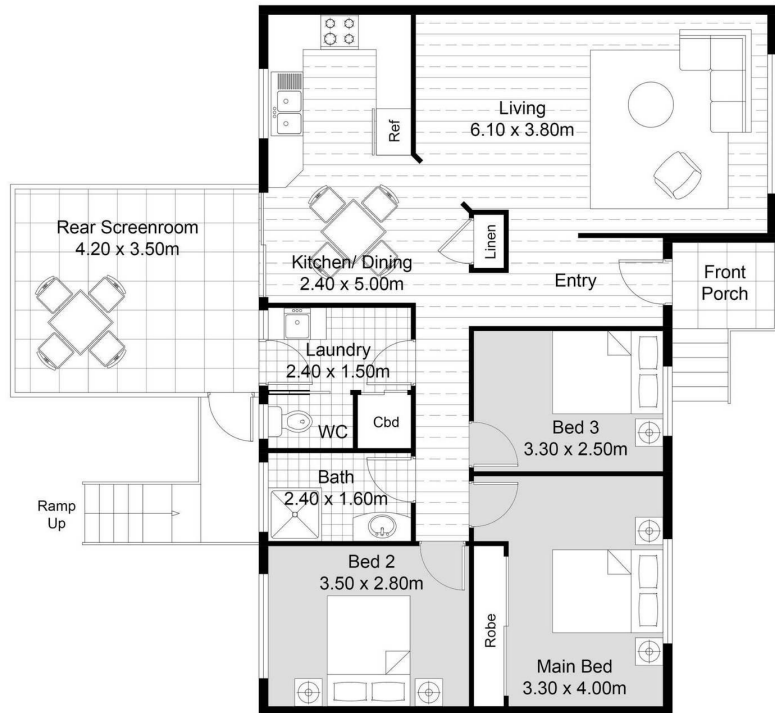 Living
6.10 x 3.80m
Ref
Rear Screenroom
4.20 x 3.50m
Kitchen/ Dining
2.40 x 5.00m
Linen
Entry
Front
Porch
Laundry
2.40 x 1.50m
WC
Cbd
Bed 3
3.30 x 2.50m
Bath
2.40 x 1.60m
Ramp
Up
Bed 2
3.50 x 2.80m
Robe
Main Bed
3.30 x 4.00m